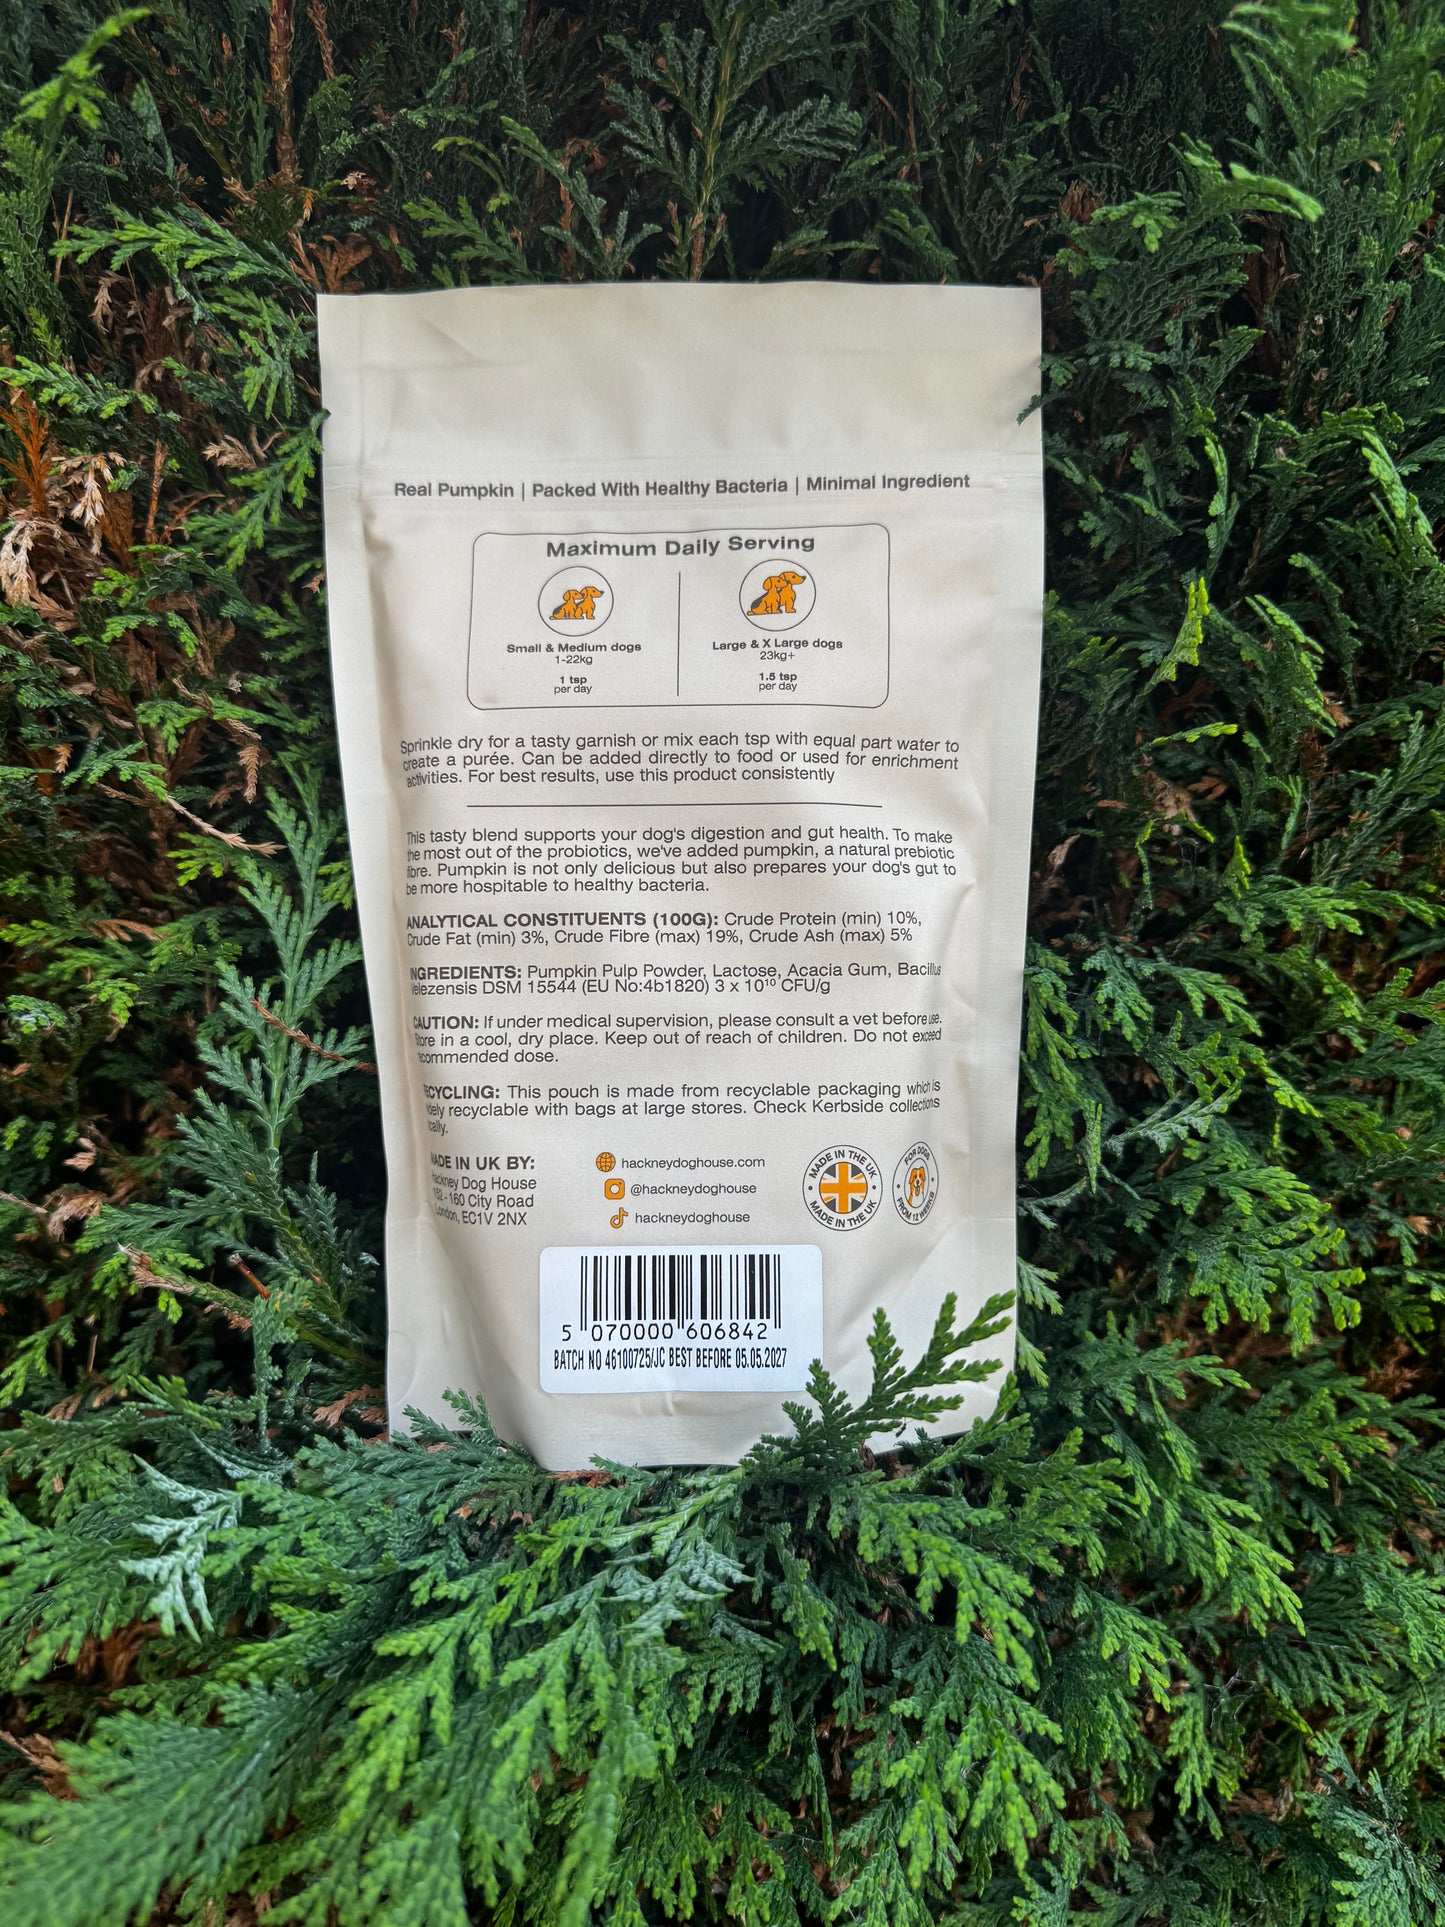 Real Pumpkin | Packed With Healthy Bacteria | Minimal Ingredient
Maximum Daily Serving
Small & Medium dogs
1-22kg
1 tsp
per day
Large & X Large dogs
23kg+
1.5 tsp
per day
Sprinkle dry for a tasty garnish or mix each tsp with equal part water to
create a purée. Can be added directly to food or used for enrichment
activities. For best results, use this product consistently
This tasty blend supports your dog's digestion and gut health. To make
the most out of the probiotics, we've added pumpkin, a natural prebiotic
fibre. Pumpkin is not only delicious but also prepares your dog's gut to
be more hospitable to healthy bacteria.
ANALYTICAL CONSTITUENTS (100G): Crude Protein (min) 10%,
Crude Fat (min) 3%, Crude Fibre (max) 19%, Crude Ash (max) 5%
INGREDIENTS: Pumpkin Pulp Powder, Lactose, Acacia Gum, Bacillus
Velezensis DSM 15544 (EU No:4b1820) 3 x 10¹⁰ CFU/g
CAUTION: If under medical supervision, please consult a vet before use.
Store in a cool, dry place. Keep out of reach of children. Do not exceed
recommended dose.
RECYCLING: This pouch is made from recyclable packaging which is
widely recyclable with bags at large stores. Check Kerbside collections
locally.
MADE IN UK BY:
Hackney Dog House
152-160 City Road
London, EC1V 2NX
hackneydoghouse.com
@hackneydoghouse
hackneydoghouse
MADE IN THE UK
MADE IN THE UK
FOR DOGS
FROM 12 WEEKS
5 070000 606842
BATCH NO 46100725/JC BEST BEFORE 05.05.2027